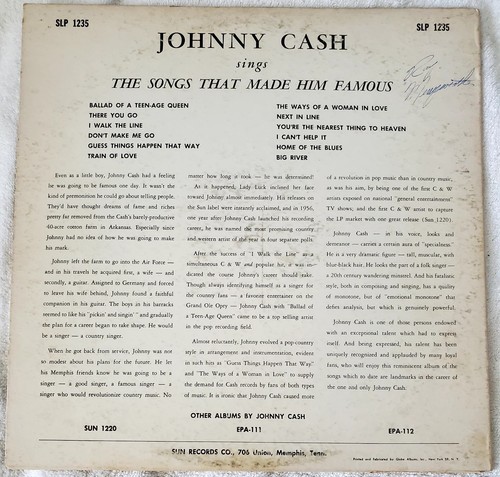 SLP 1235
SLP 1235
JOHNNY CASH
sings
THE SONGS THAT MADE HIM FAMOUS
BALLAD OF A TEEN-AGE QUEEN
THERE YOU GO
I WALK THE LINE
DON'T MAKE ME GO
GUESS THINGS HAPPEN THAT WAY
TRAIN OF LOVE
THE WAYS OF A WOMAN IN LOVE
NEXT IN LINE
YOU'RE THE NEAREST THING TO HEAVEN
I CAN'T HELP IT
HOME OF THE BLUES
BIG RIVER
Even as a little boy, Johnny Cash had a feeling
he was going to be famous one day. It wasn't the
kind of premonition he could go about telling people.
They'd have thought dreams of fame and riches
pretty far removed from the Cash's barely-productive
40-acre cotton farm in Arkansas. Especially since
Johnny had no idea of how he was going to make
his mark.
Johnny left the farm to go into the Air Force —
and in his travels he acquired first, a wife — and
secondly, a guitar. Assigned to Germany and forced
to leave his wife behind, Johnny found a faithful
companion in his guitar. The boys in his barracks
seemed to like his "pickin' and singin'" and gradually
the plan for a career began to take shape. He would
be a singer — a country singer.
When he got back from service, Johnny was not
so modest about his plans for the future. He let
his Memphis friends know he was going to be a
singer — a good singer, a famous singer — a
singer who would revolutionize country music. No
matter how long it took — he was determined!
As it happened, Lady Luck inclined her face
toward Johnny almost immediately. His releases on
the Sun label were instantly acclaimed, and in 1956,
one year after Johnny Cash launched his recording
career, he was named the most promising country
and western artist of the year in four separate polls.
After the success of "I Walk the Line" as a
simultaneous C & W and popular hit, it was in-
dicated the course Johnny's career should take.
Though always identifying himself as a singer for
the country fans — a favorite entertainer on the
Grand Ole Opry — Johnny Cash with "Ballad of
a Teen-Age Queen" came to be a top selling artist
in the pop recording field.
Almost reluctantly, Johnny evolved a pop-country
style in arrangement and instrumentation, evident
in such hits as "Guess Things Happen That Way"
and "The Ways of a Woman in Love" to supply
the demand for Cash records by fans of both types
of music. It is ironic that Johnny Cash caused more
of a revolution in pop music than in country music,
as was his aim, by being one of the first C & W
artists exposed on national "general entertainment"
TV shows; and the first C & W artist to capture
the LP market with one great release (Sun 1220).
Johnny Cash — in his voice, looks and
demeanor — carries a certain aura of "specialness."
He is a very dramatic figure — tall, muscular, with
blue-black hair. He looks the part of a folk singer —
a 20th century wandering minstrel. And his fatalistic
style, both in composing and singing, has a quality
of monotone, but of "emotional monotone" that
defies analysis, but which is genuinely powerful.
Johnny Cash is one of those persons endowed
with an exceptional talent which had to express
itself. And being expressed, his talent has been
uniquely recognized and applauded by many loyal
fans, who will enjoy this reminiscent album of the
songs which to date are landmarks in the career of
the one and only Johnny Cash.
OTHER ALBUMS BY JOHNNY CASH
SUN 1220 EPA-111 EPA-112
SUN RECORDS CO., 706 Union, Memphis, Tenn.
Printed and Fabricated by Globe Albums, Inc., New York 55, N. Y.